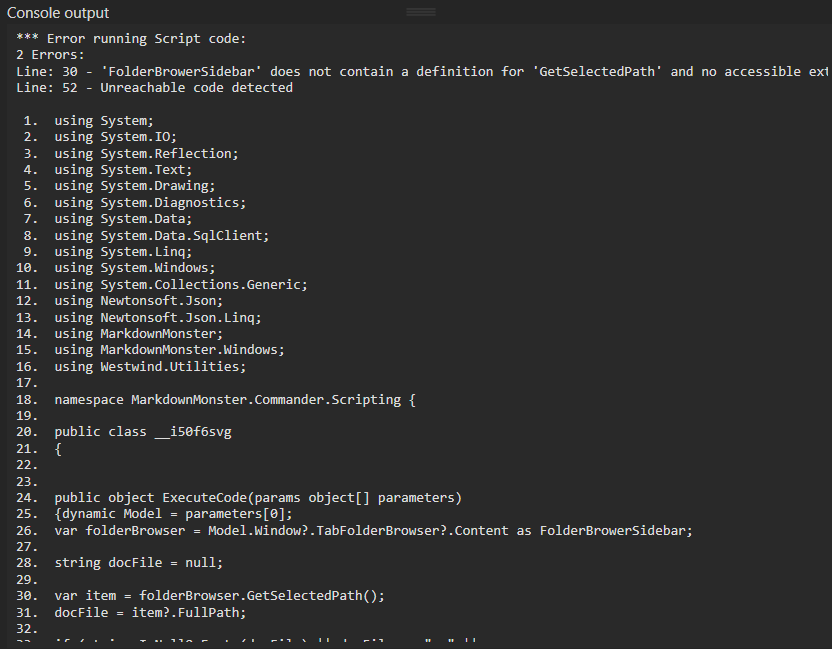 Console output
*** Error running Script code:
2 Errors:
Line: 30 - 'FolderBrowerSidebar' does not contain a definition for 'GetSelectedPath' and no accessible ext
Line: 52 - Unreachable code detected
1. using System;
2. using System.IO;
3. using System.Reflection;
4. using System.Text;
5. using System.Drawing;
6. using System.Diagnostics;
7. using System.Data;
8. using System.Data.SqlClient;
9. using System.Linq;
10. using System.Windows;
11. using System.Collections.Generic;
12. using Newtonsoft.Json;
13. using Newtonsoft.Json.Linq;
14. using MarkdownMonster;
15. using MarkdownMonster.Windows;
16. using Westwind.Utilities;
17.
18. namespace MarkdownMonster.Commander.Scripting {
19.
20. public class __i50f6svg
21. {
22.
23.
24. public object ExecuteCode(params object[] parameters)
25. {dynamic Model = parameters[0];
26. var folderBrowser = Model.Window?.TabFolderBrowser?.Content as FolderBrowerSidebar;
27.
28. string docFile = null;
29.
30. var item = folderBrowser.GetSelectedPath();
31. docFile = item?.FullPath;
32.